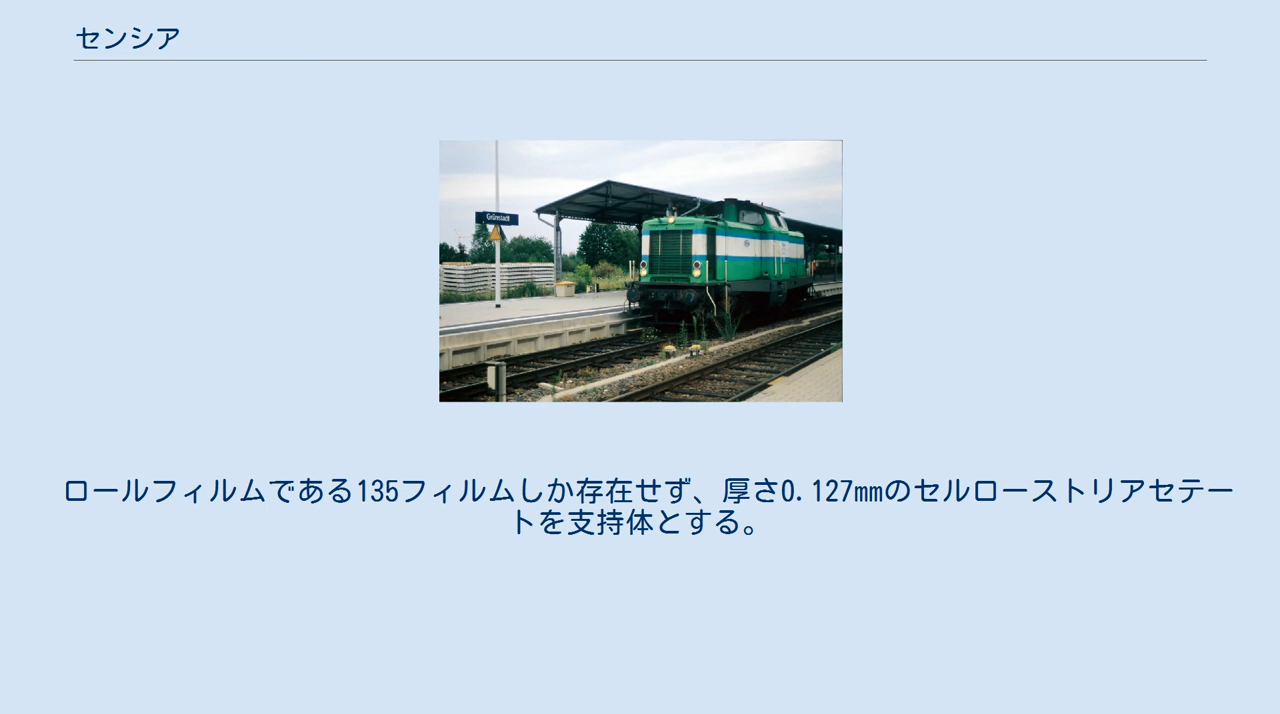 センシア
Grünstadt
ロールフィルムである135フィルムしか存在せず、厚さ0.127mmのセルローストリアセテー
トを支持体とする。